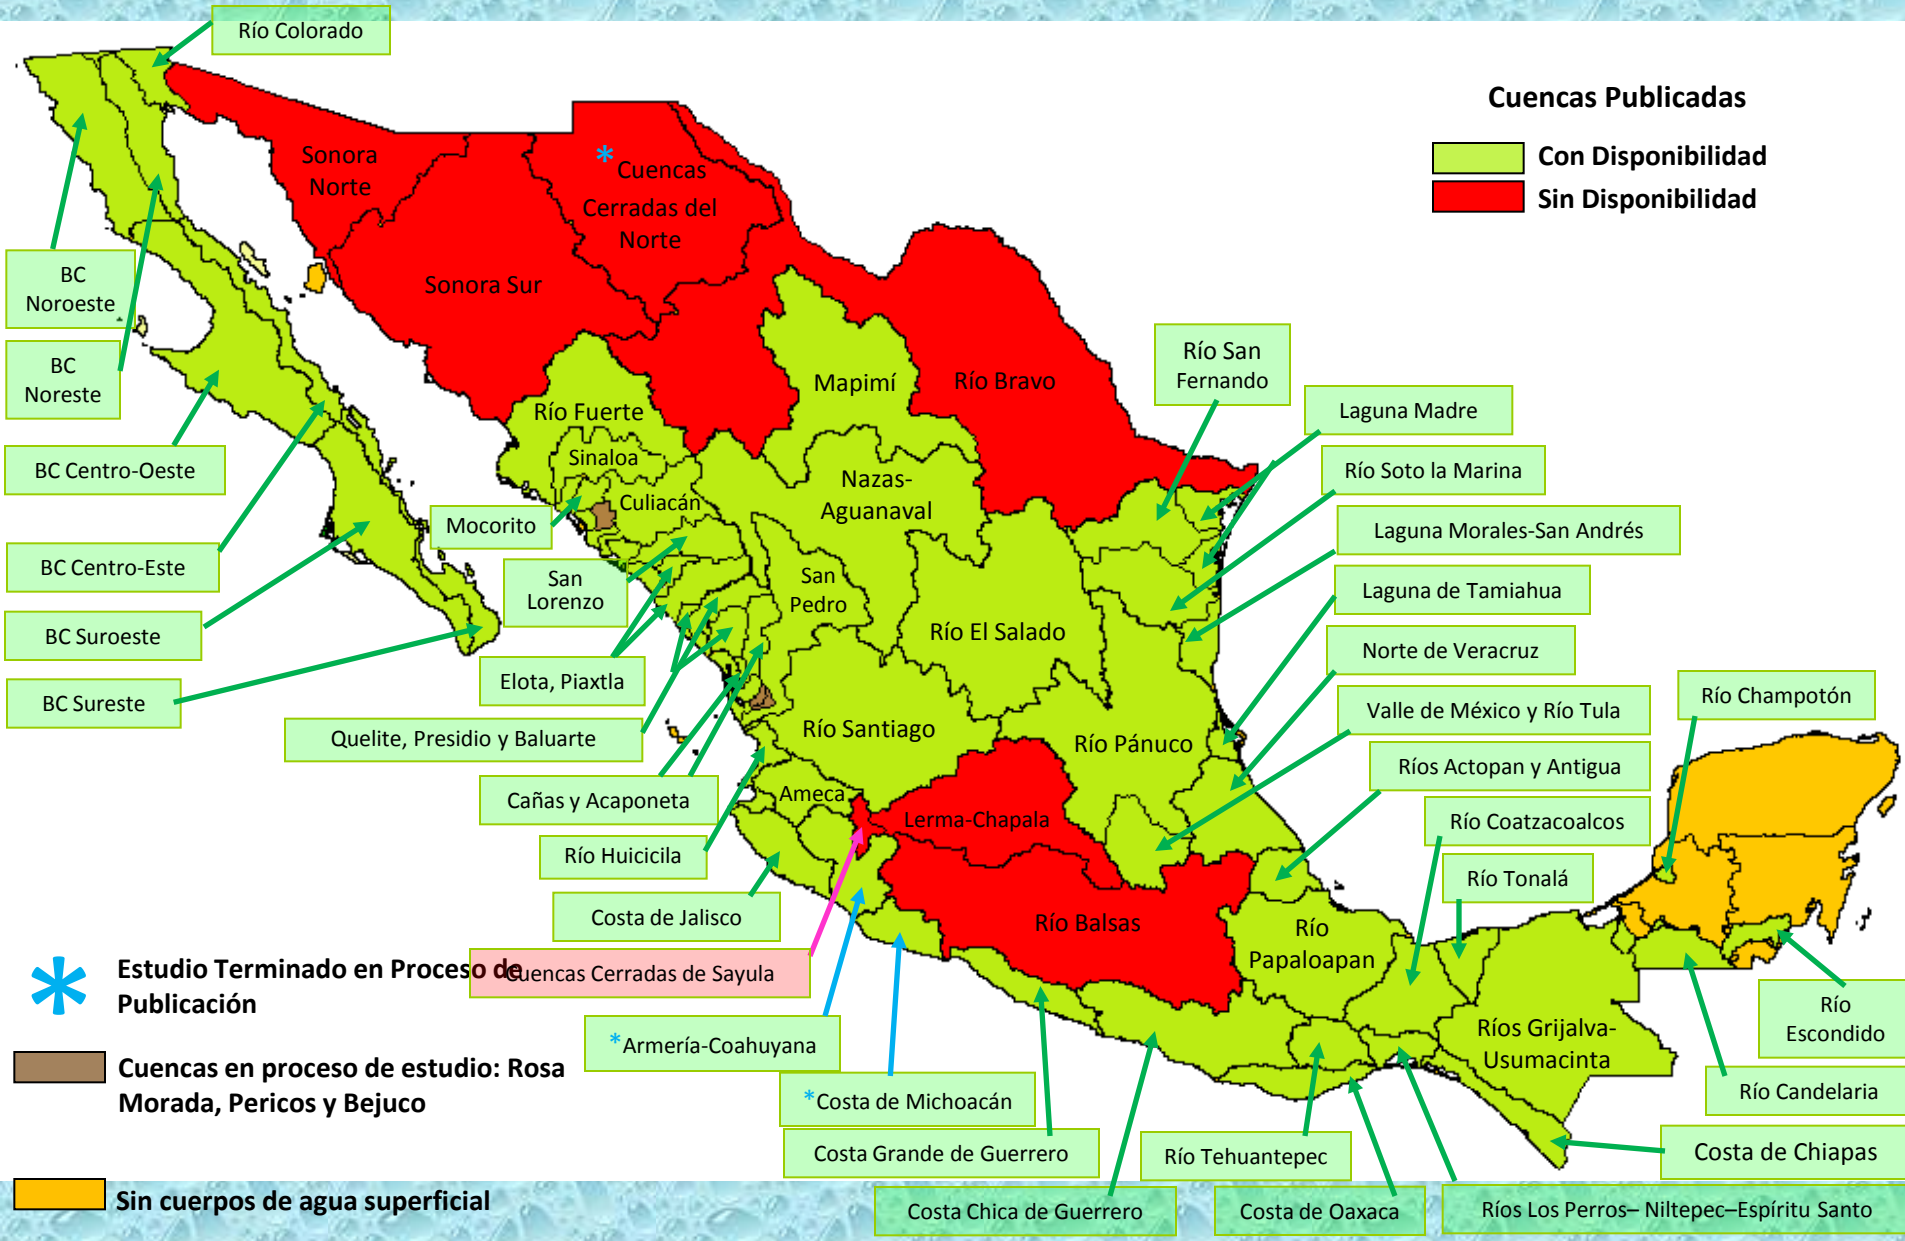 Río Colorado
Cuencas Publicadas
Con Disponibilidad
Sin Disponibilidad
Sonora
Norte
*Cuencas
Cerradas del
Norte
BC
Noroeste
Sonora Sur
BC
Noreste
Río San
Fernando
Mapimí
Río Bravo
Río Fuerte
Laguna Madre
Sinaloa
BC Centro-Oeste
Río Soto la Marina
Nazas-
Aguanaval
Culiacán
Mocorito
Laguna Morales-San Andrés
BC Centro-Este
San
Lorenzo
San
Pedro
Laguna de Tamiahua
BC Suroeste
Río El Salado
Norte de Veracruz
Elota, Piaxtla
BC Sureste
Río Champotón
Valle de México y Río Tula
Quelite, Presidio y Baluarte
Río Santiago
Río Pánuco
Ríos Actopan y Antigua
Cañas y Acaponeta
Ameca
Lerma-Chapala
Río Coatzacoalcos
Río Huicicila
Río Tonalá
Costa de Jalisco
Río Balsas
Río
Papaloapan
Cuencas Cerradas de Sayula
* Estudio Terminado en Proceso de
Publicación
Río
Escondido
*Armería-Coahuyana
Ríos Grijalva-
Usumacinta
Cuencas en proceso de estudio: Rosa
Morada, Pericos y Bejuco
*Costa de Michoacán
Río Candelaria
Costa Grande de Guerrero
Río Tehuantepec
Costa de Chiapas
Sin cuerpos de agua superficial
Costa Chica de Guerrero
Costa de Oaxaca
Ríos Los Perros– Niltepec–Espíritu Santo